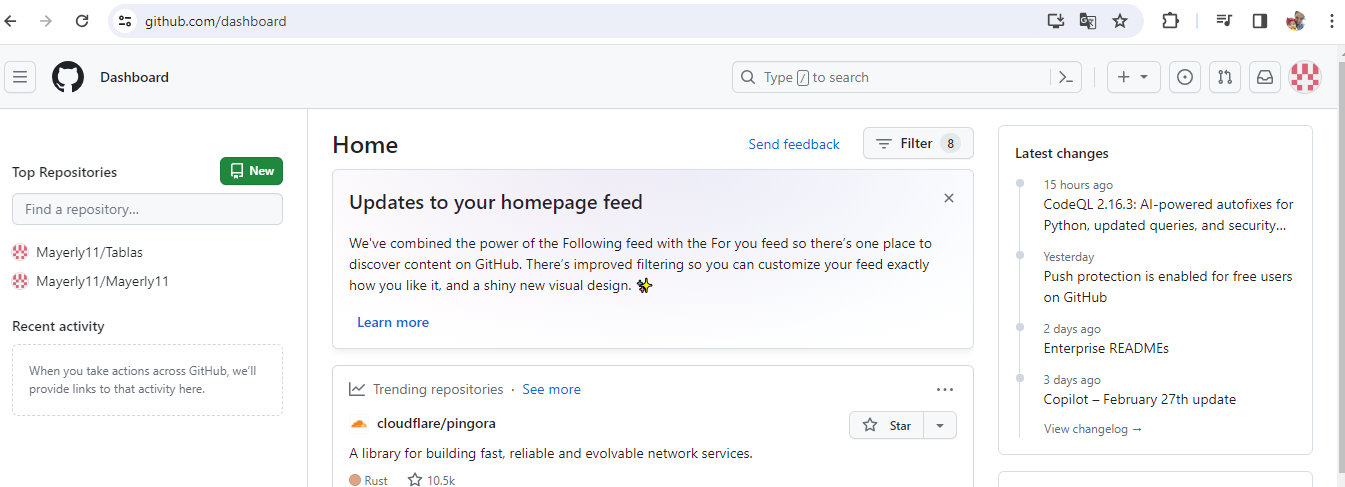 github.com/dashboard
Dashboard
Type / to search
Top Repositories
New
Find a repository...
Mayerly11/Tablas
Mayerly11/Mayerly11
Recent activity
When you take actions across GitHub, we'll
provide links to that activity here.
Home
Send feedback
Filter 8
Updates to your homepage feed
We've combined the power of the Following feed with the For you feed so there's one place to
discover content on GitHub. There's improved filtering so you can customize your feed exactly
how you like it, and a shiny new visual design. ✨
Learn more
Trending repositories · See more
cloudflare/pingora
Star
A library for building fast, reliable and evolvable network services.
Rust 10.5k
Latest changes
15 hours ago
CodeQL 2.16.3: AI-powered autofixes for
Python, updated queries, and security...
Yesterday
Push protection is enabled for free users
on GitHub
2 days ago
Enterprise READMEs
3 days ago
Copilot – February 27th update
View changelog →